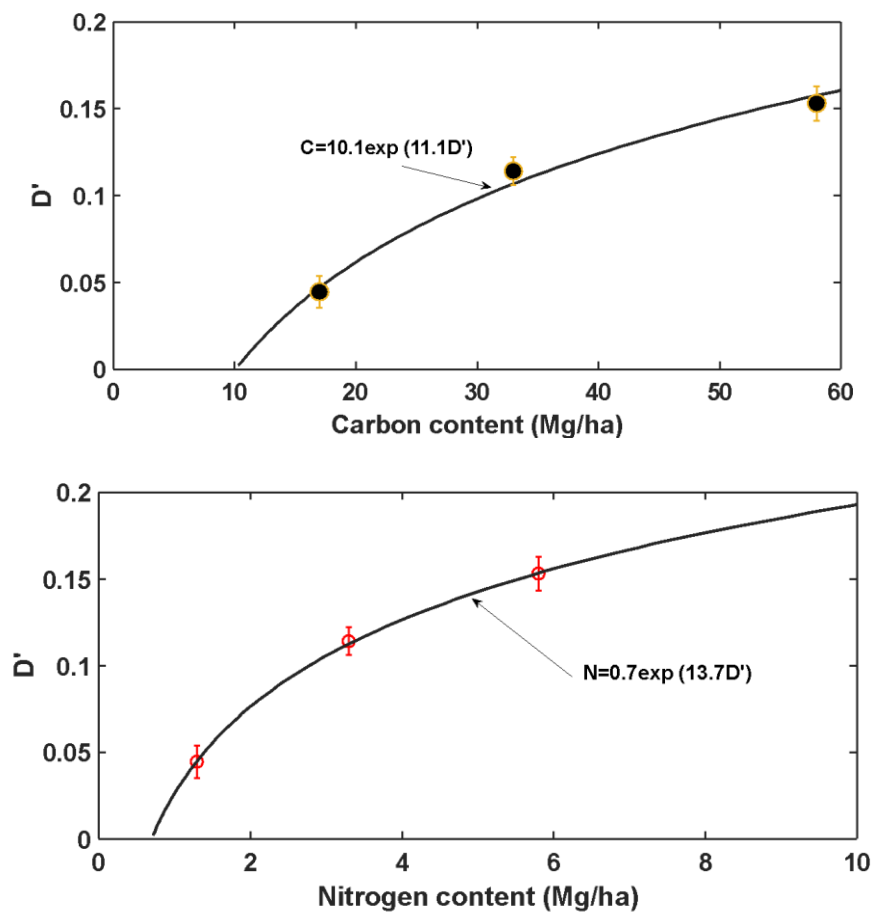 0.2
0.15
C=10.1exp (11.1D')
D'
0.1
0.05
0
0 10 20 30 40 50 60
Carbon content (Mg/ha)
0.2
0.15
D'
0.1
N=0.7exp (13.7D')
0.05
0
0 2 4 6 8 10
Nitrogen content (Mg/ha)